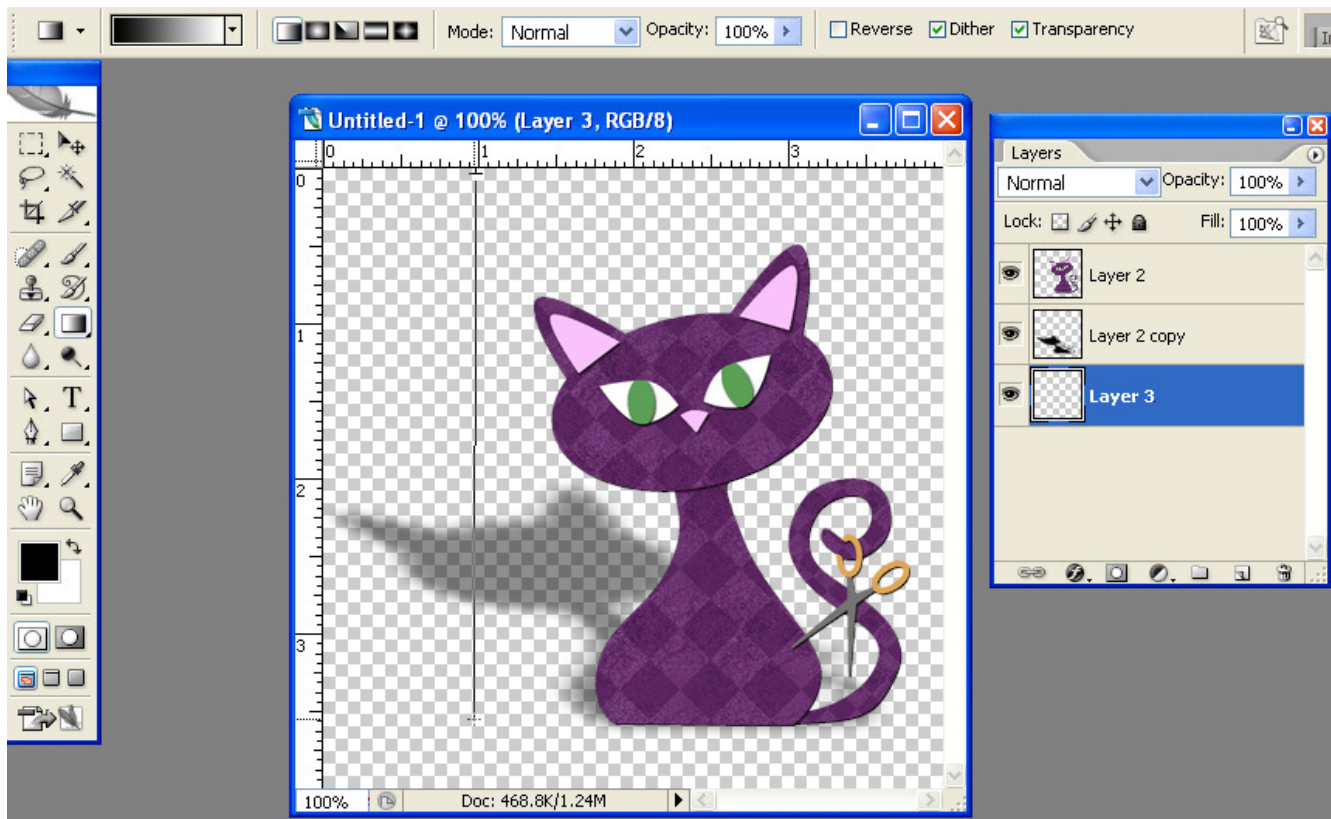 Mode: Normal Opacity: 100% Reverse Dither Transparency
Untitled-1 @ 100% (Layer 3, RGB/8)
0 1 2 3
0
1
2
3
100% Doc: 468.8K/1.24M
Layers
Normal Opacity: 100%
Lock: Fill: 100%
Layer 2
Layer 2 copy
Layer 3